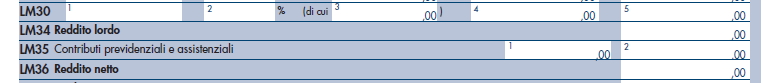 LM30 1 2 % (di cui 3 ,00 ) 4 ,00 5 ,00
LM34 Reddito lordo ,00
LM35 Contributi previdenziali e assistenziali 1 ,00 2 ,00
LM36 Reddito netto ,00